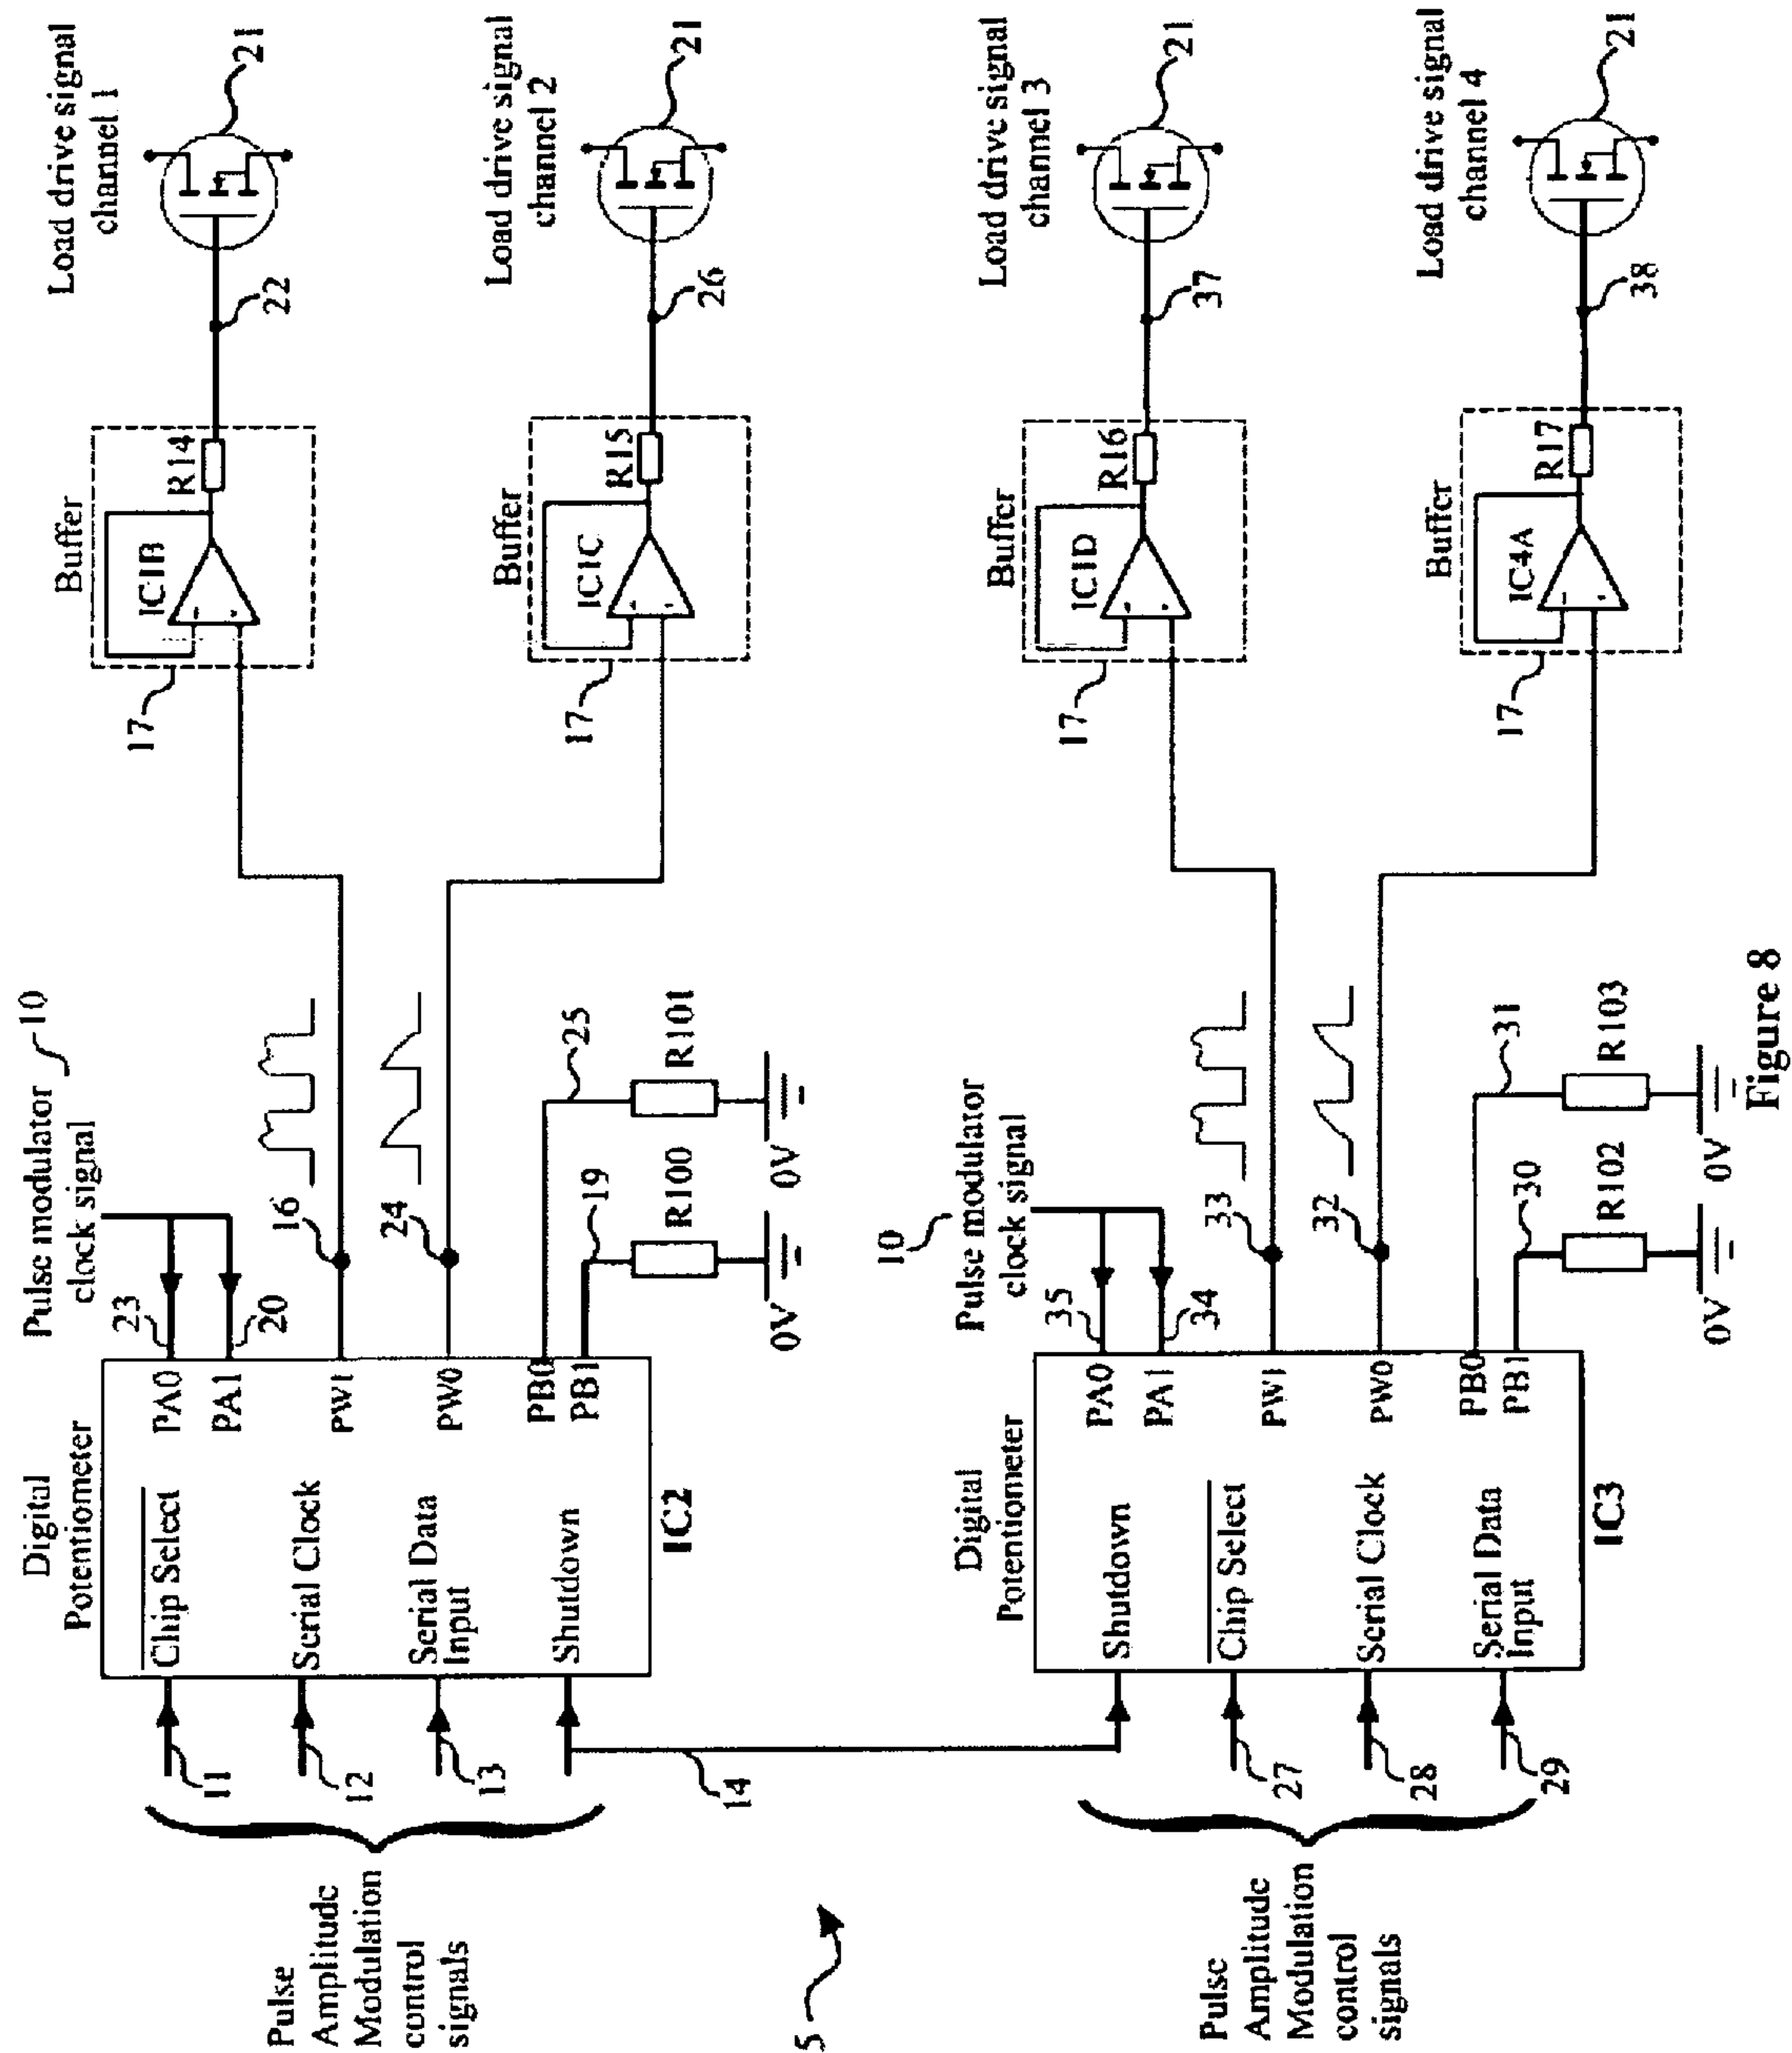 Pulse modulator
clock signal
10
Digital
Potentiometer
Pulse
Amplitude
Modulation
control
signals
11
12
13
14
Chip Select
Serial Clock
Serial Data
Input
Shutdown
PA0
PA1
PW1
PW0
PB0
PB1
IC2
23
20
16
24
25
19
R101
R100
0V
0V
Buffer
IC1B
R14
17
22
Load drive signal
channel 1
21
Buffer
IC1C
R15
17
26
Load drive signal
channel 2
21
5
10
Pulse modulator
clock signal
Digital
Potentiometer
Pulse
Amplitude
Modulation
control
signals
27
28
29
Shutdown
Chip Select
Serial Clock
Serial Data
Input
PA0
PA1
PW1
PW0
PB0
PB1
IC3
35
34
33
32
31
30
R103
R102
0V
0V
Buffer
IC1D
R16
17
37
Load drive signal
channel 3
21
Buffer
IC4A
R17
17
38
Load drive signal
channel 4
21
Figure 8